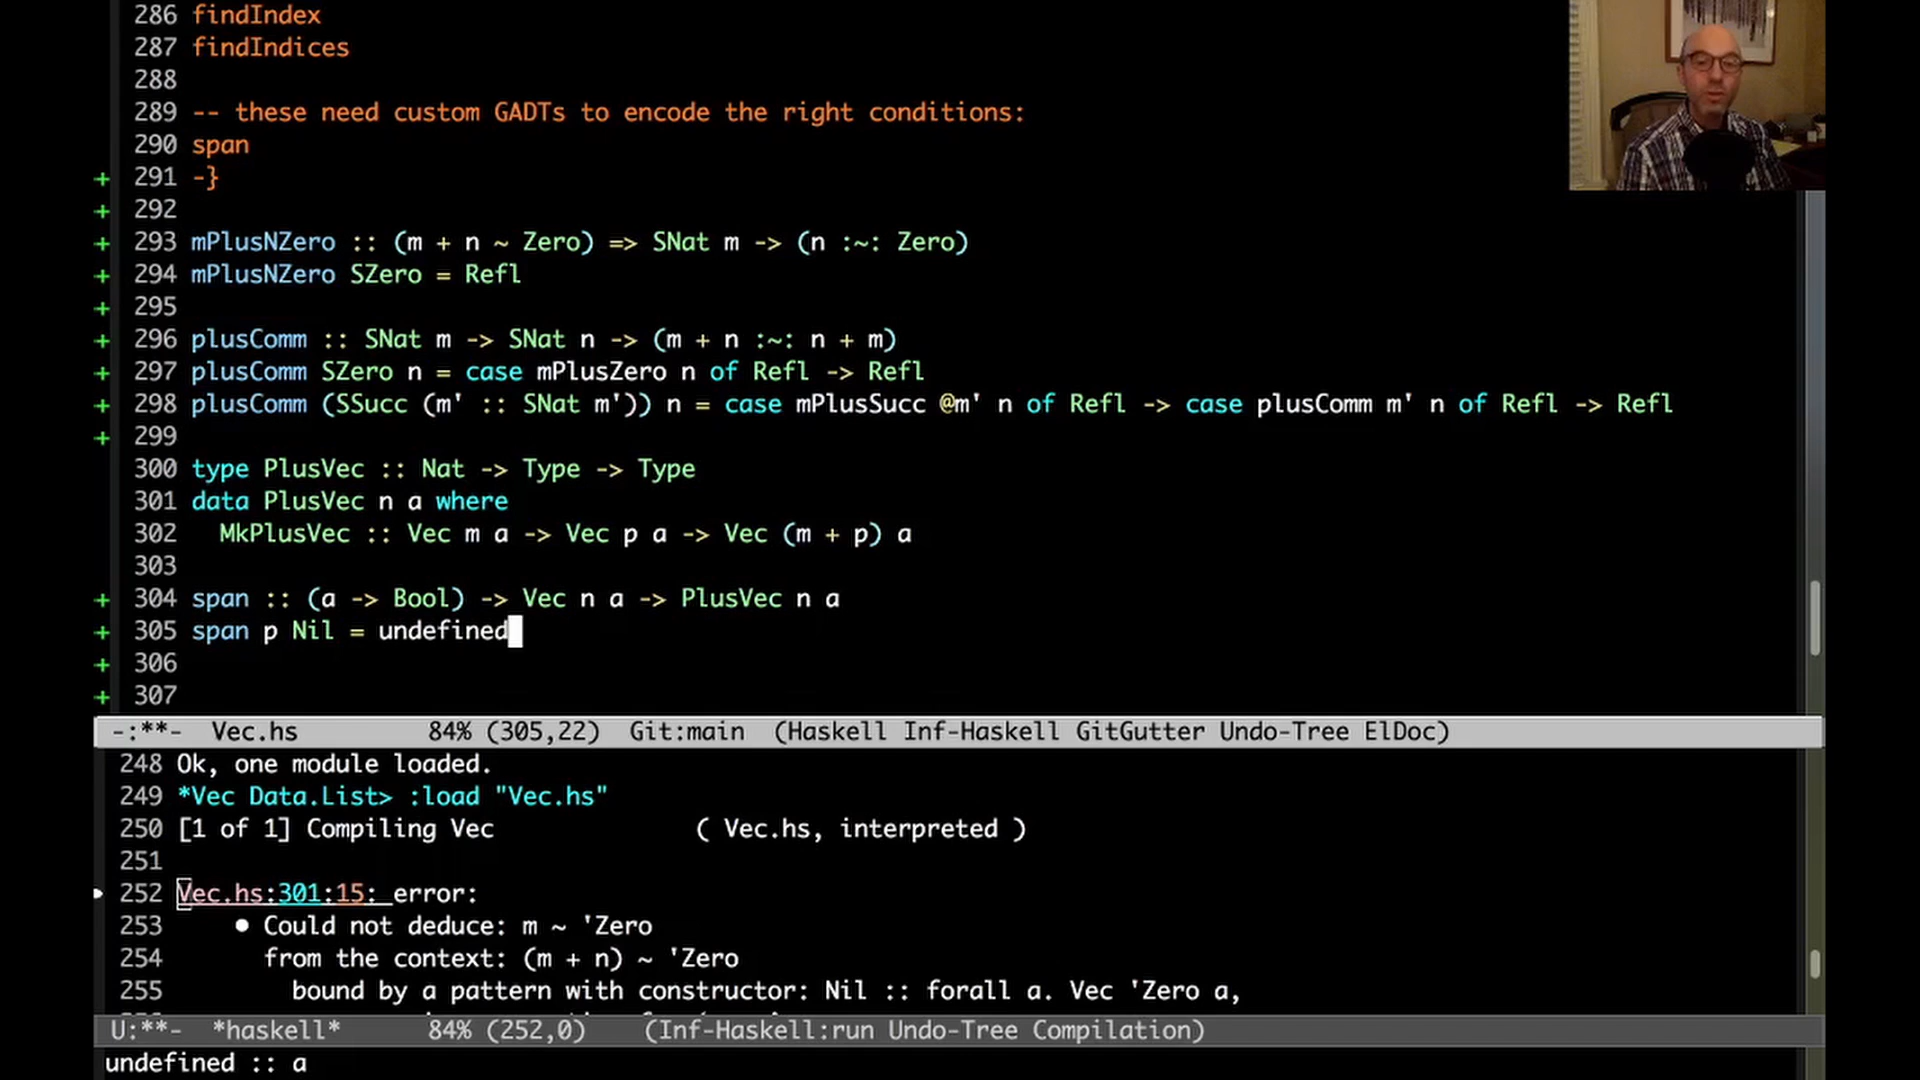 286 findIndex
287 findIndices
288
289 -- these need custom GADTs to encode the right conditions:
290 span
+ 291 -}
+ 292
+ 293 mPlusNZero :: (m + n ~ Zero) => SNat m -> (n :~: Zero)
+ 294 mPlusNZero SZero = Refl
+ 295
+ 296 plusComm :: SNat m -> SNat n -> (m + n :~: n + m)
+ 297 plusComm SZero n = case mPlusZero n of Refl -> Refl
+ 298 plusComm (SSucc (m' :: SNat m')) n = case mPlusSucc @m' n of Refl -> case plusComm m' n of Refl -> Refl
+ 299
300 type PlusVec :: Nat -> Type -> Type
301 data PlusVec n a where
302   MkPlusVec :: Vec m a -> Vec p a -> Vec (m + p) a
303
+ 304 span :: (a -> Bool) -> Vec n a -> PlusVec n a
+ 305 span p Nil = undefined
+ 306
+ 307
-:**-  Vec.hs         84% (305,22)  Git:main  (Haskell Inf-Haskell GitGutter Undo-Tree ElDoc)
248 Ok, one module loaded.
249 *Vec Data.List> :load "Vec.hs"
250 [1 of 1] Compiling Vec              ( Vec.hs, interpreted )
251
252 Vec.hs:301:15: error:
253     • Could not deduce: m ~ 'Zero
254       from the context: (m + n) ~ 'Zero
255         bound by a pattern with constructor: Nil :: forall a. Vec 'Zero a,
U:**-  *haskell*      84% (252,0)    (Inf-Haskell:run Undo-Tree Compilation)
undefined :: a